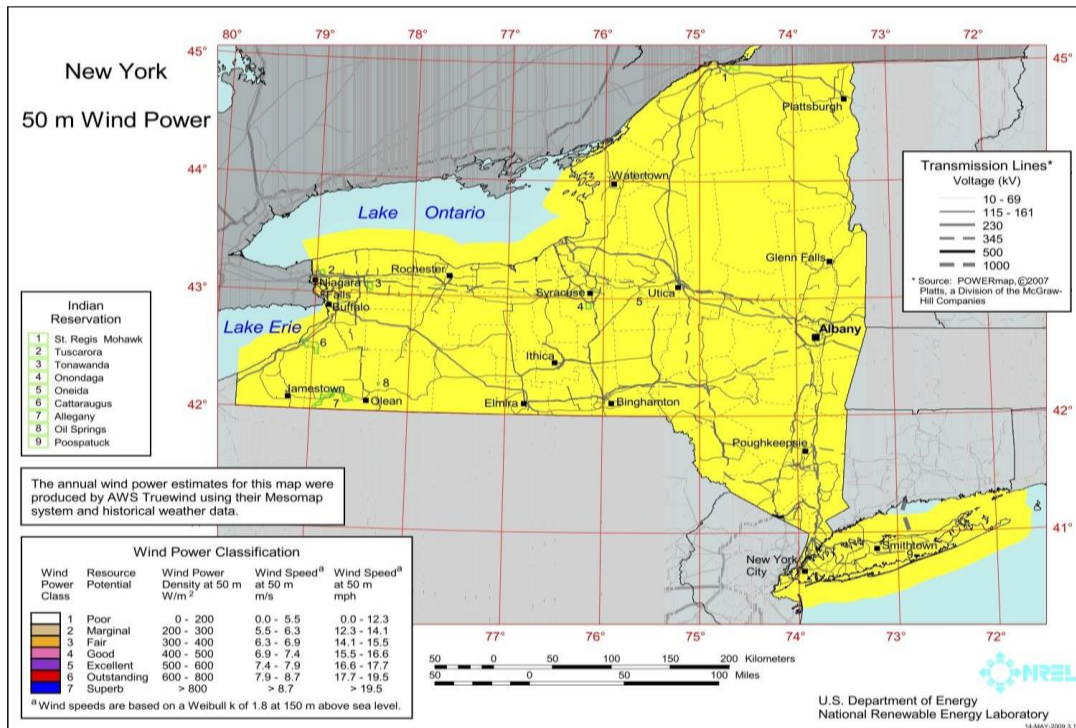 80° 79° 78° 77° 76° 75° 74° 73° 72°
45° 45°
New York
50 m Wind Power
1
Plattsburgh
44° 44°
Watertown
Transmission Lines*
Voltage (kV)
10 - 69
115 - 161
230
345
500
1000
* Source: POWERmap, ©2007
Platts, a Division of the McGraw-
Hill Companies
Lake Ontario
Glenn Falls
2
Rochester
Niagara
Falls
3
43° 43°
Syracuse
4
5
Utica
Buffalo
Lake Erie
Albany
6
Ithica
Indian
Reservation
1 St. Regis Mohawk
2 Tuscarora
3 Tonawanda
4 Onondaga
5 Oneida
6 Cattaraugus
7 Allegany
8 Oil Springs
9 Poospatuck
8
Jamestown
7
Olean
Elmira
Binghamton
42° 42°
Poughkeepsie
The annual wind power estimates for this map were
produced by AWS Truewind using their Mesomap
system and historical weather data.
41° 41°
Smithtown
New York
City
77° 76° 75° 74° 73° 72°
Wind Power Classification
Wind Power Class
Resource Potential
Wind Power Density at 50 m W/m 2
Wind Speed a at 50 m m/s
Wind Speed a at 50 m mph
1 Poor 0 - 200 0.0 - 5.5 0.0 - 12.3
2 Marginal 200 - 300 5.5 - 6.3 12.3 - 14.1
3 Fair 300 - 400 6.3 - 6.9 14.1 - 15.5
4 Good 400 - 500 6.9 - 7.4 15.5 - 16.6
5 Excellent 500 - 600 7.4 - 7.9 16.6 - 17.7
6 Outstanding 600 - 800 7.9 - 8.7 17.7 - 19.5
7 Superb > 800 > 8.7 > 19.5
a Wind speeds are based on a Weibull k of 1.8 at 150 m above sea level.
50 0 50 100 150 200 Kilometers
50 0 50 100 Miles
NREL
U.S. Department of Energy
National Renewable Energy Laboratory